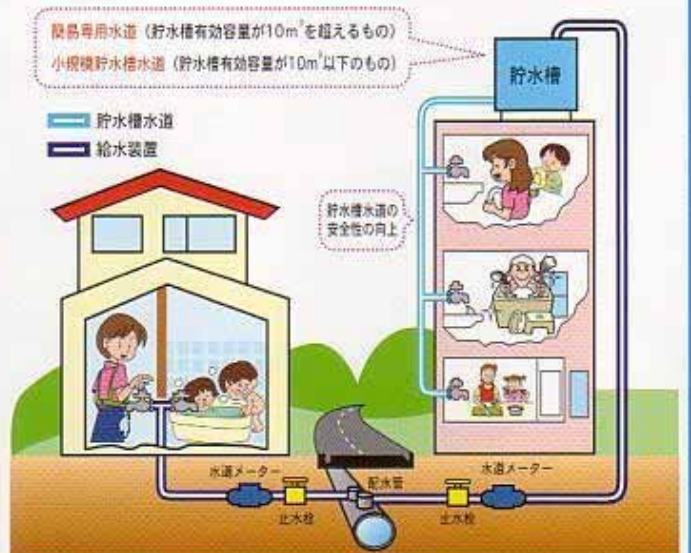 簡易専用水道（貯水槽有効容量が10m³を超えるもの）
小規模貯水槽水道（貯水槽有効容量が10m³以下のもの）
貯水槽
貯水槽水道
給水装置
貯水槽水道の
安全性の向上
水道メーター
止水栓
配水管
止水栓
水道メーター